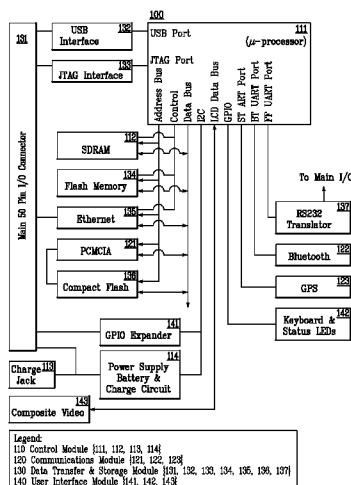 100
131
Main 50 Pin I/O Connector
132
USB Interface
133
JTAG Interface
111
(μ-processor)
USB Port
JTAG Port
Address Bus
Control
Data Bus
I2C
LCD Data Bus
GPIO
ST ART Port
BT UART Port
FF UART Port
112
SDRAM
134
Flash Memory
135
Ethernet
121
PCMCIA
136
Compact Flash
To Main I/O
137
RS232
Translator
122
Bluetooth
123
GPS
142
Keyboard &
Status LEDs
141
GPIO Expander
114
Power Supply
Battery &
Charge Circuit
Charge
Jack
113
143
Composite Video
Legend:
110 Control Module {111, 112, 113, 114}
120 Communications Module {121, 122, 123}
130 Data Transfer & Storage Module {131, 132, 133, 134, 135, 136, 137}
140 User Interface Module {141, 142, 143}